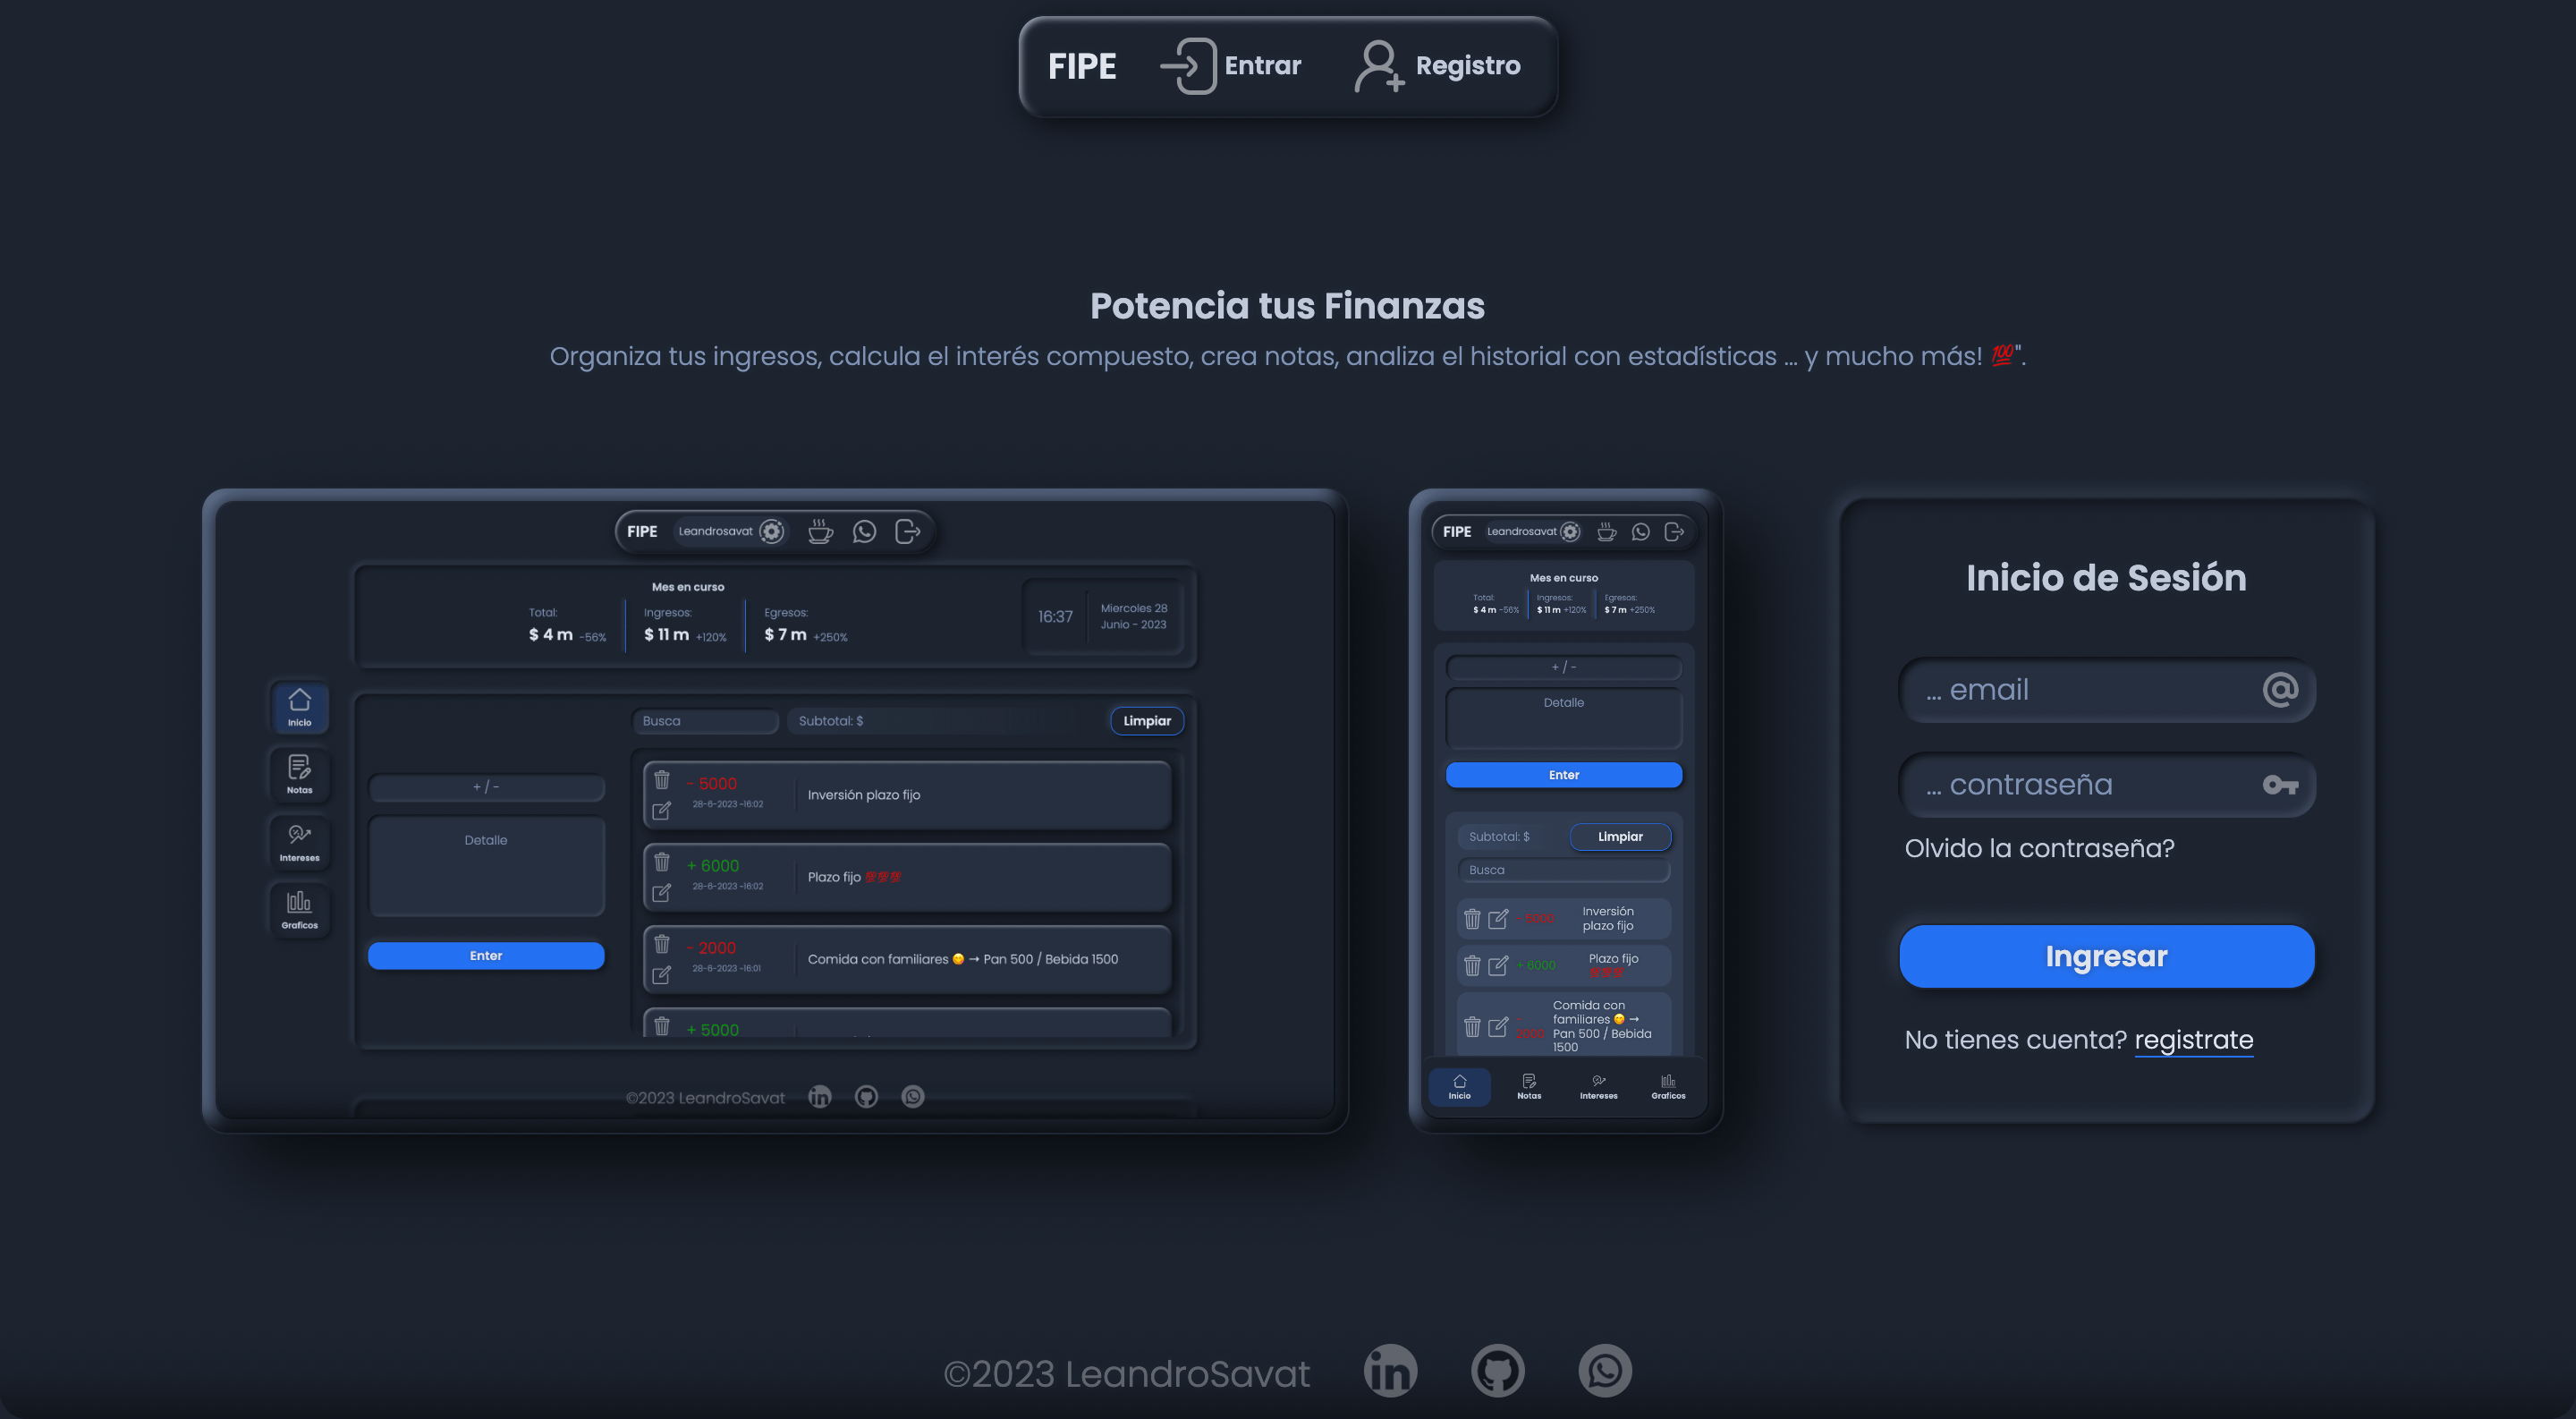 FIPE Entrar Registro
Potencia tus Finanzas
Organiza tus ingresos, calcula el interés compuesto, crea notas, analiza el historial con estadísticas ... y mucho más! 💯".
FIPE Leandrosavat
Mes en curso
Total: Ingresos: Egresos:
$ 4 m -56% $ 11 m +120% $ 7 m +250%
16:37
Miercoles 28
Junio - 2023
Inicio
Notas
Intereses
Graficos
+ / -
Detalle
Enter
Busca Subtotal: $ Limpiar
- 5000
28-6-2023 -16:02
Inversión plazo fijo
+ 6000
28-6-2023 -16:02
Plazo fijo 💯💯💯
- 2000
28-6-2023 -16:01
Comida con familiares 😋 → Pan 500 / Bebida 1500
+ 5000
©2023 LeandroSavat
FIPE Leandrosavat
Mes en curso
Total: Ingresos: Egresos:
$ 4 m -56% $ 11 m +120% $ 7 m +250%
+ / -
Detalle
Enter
Subtotal: $ Limpiar
Busca
- 5000
Inversión
plazo fijo
+ 6000
Plazo fijo
💯💯💯
Comida con
familiares 😋 →
Pan 500 / Bebida
1500
Inicio Notas Intereses Graficos
Inicio de Sesión
... email
... contraseña
Olvido la contraseña?
Ingresar
No tienes cuenta? registrate
©2023 LeandroSavat